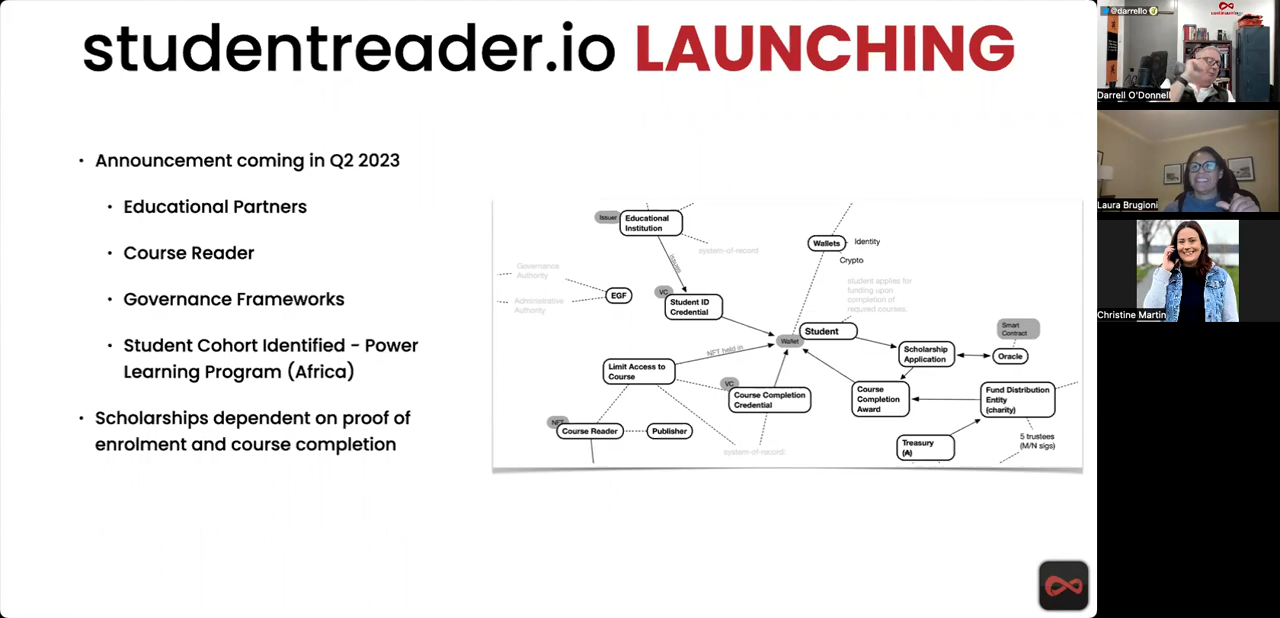 studentreader.io LAUNCHING
• Announcement coming in Q2 2023
• Educational Partners
• Course Reader
• Governance Frameworks
• Student Cohort Identified - Power
Learning Program (Africa)
• Scholarships dependent on proof of
enrolment and course completion
Issuer
Educational
Institution
system-of-record
issues
Governance
Authority
Administrative
Authority
EGF
VC
Student ID
Credential
Wallets
Identity
Crypto
student applies for
funding upon
completion of
required courses.
Student
Wallet
Smart
Contract
Scholarship
Application
Oracle
NFT held in
Limit Access to
Course
VC
Course Completion
Credential
Course
Completion
Award
Fund Distribution
Entity
(charity)
NFT
Course Reader
Publisher
system-of-record:
Treasury
(₳)
5 trustees
(M/N sigs)
@darrello
continuumloop
Darrell O'Donnell
Laura Brugioni
Christine Martin